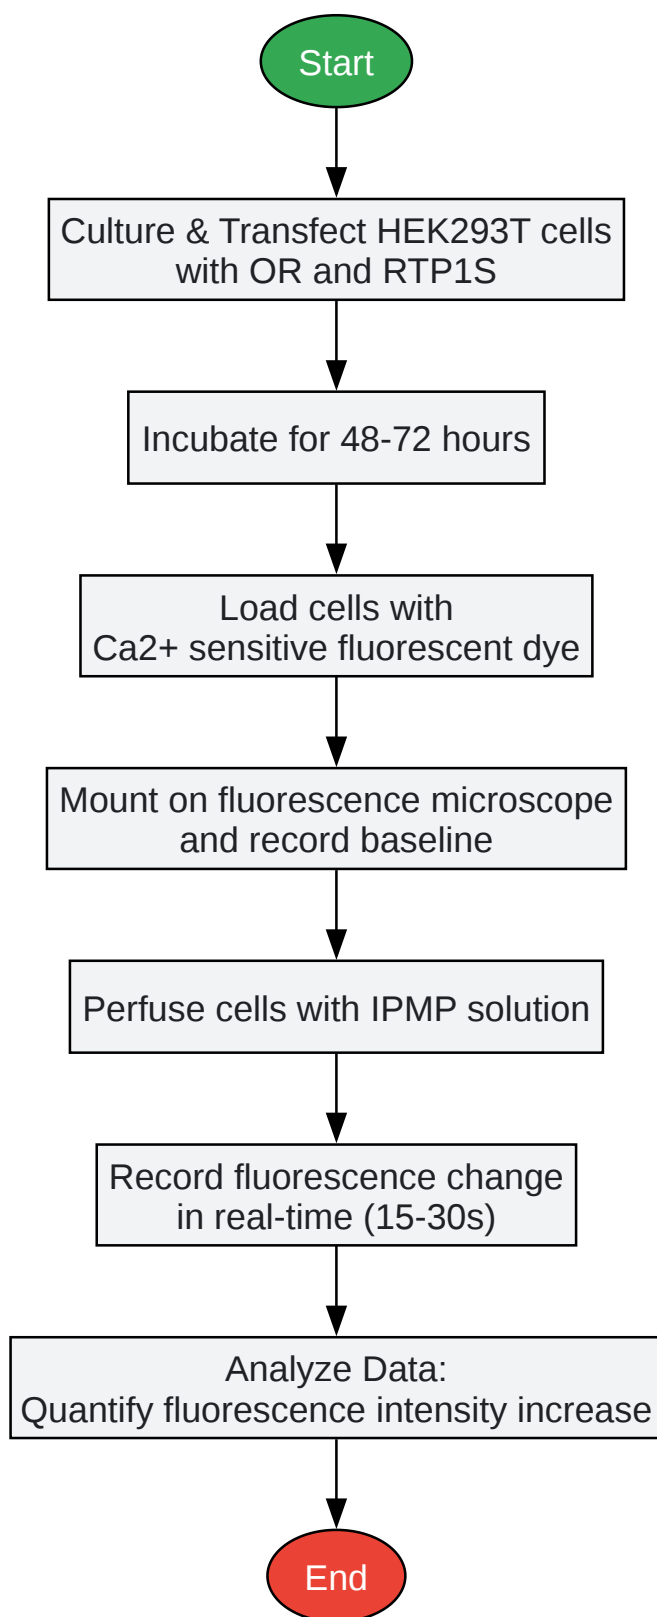 Start
Culture & Transfect HEK293T cells
with OR and RTP1S
Incubate for 48-72 hours
Load cells with
Ca2+ sensitive fluorescent dye
Mount on fluorescence microscope
and record baseline
Perfuse cells with IPMP solution
Record fluorescence change
in real-time (15-30s)
Analyze Data:
Quantify fluorescence intensity increase
End